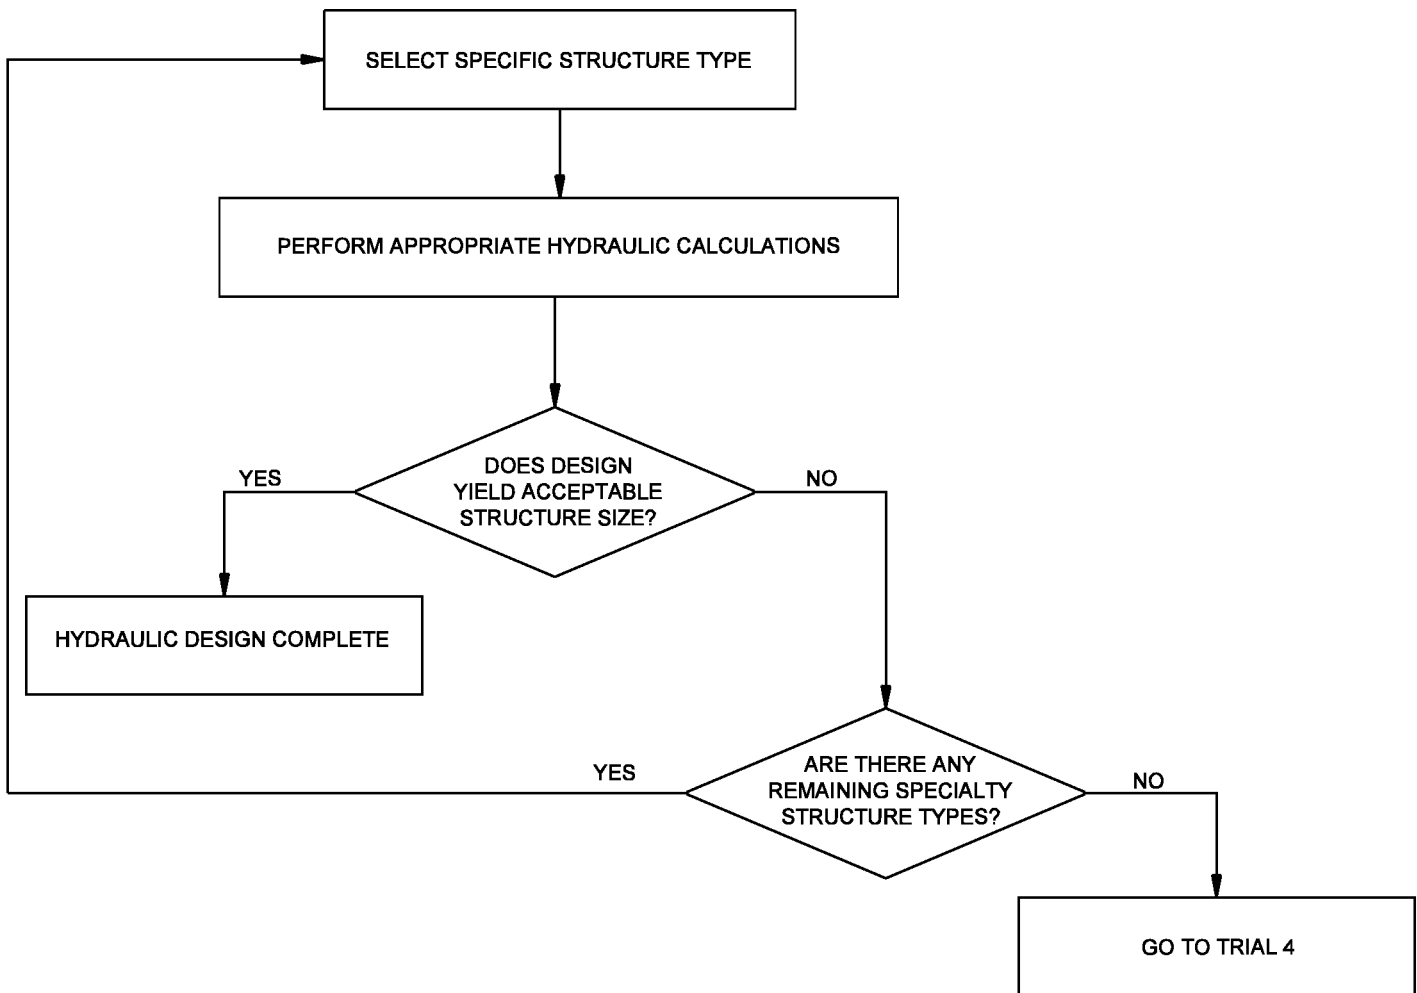 SELECT SPECIFIC STRUCTURE TYPE
PERFORM APPROPRIATE HYDRAULIC CALCULATIONS
DOES DESIGN
YIELD ACCEPTABLE
STRUCTURE SIZE?
YES
NO
HYDRAULIC DESIGN COMPLETE
ARE THERE ANY
REMAINING SPECIALTY
STRUCTURE TYPES?
YES
NO
GO TO TRIAL 4